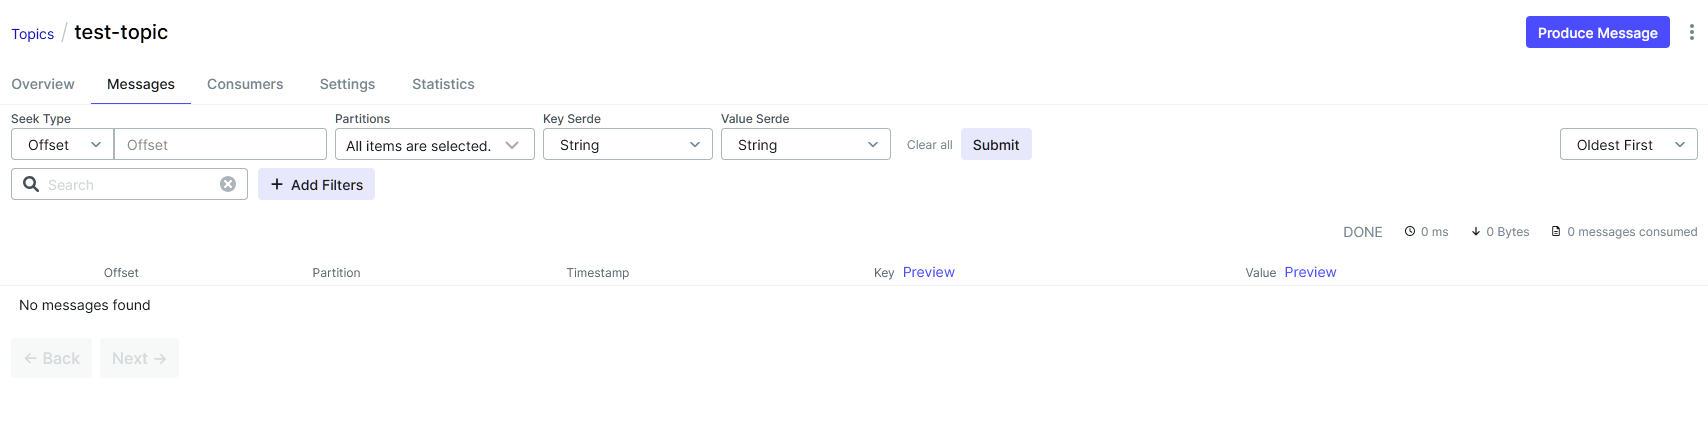 Topics / test-topic
Produce Message
Overview Messages Consumers Settings Statistics
Seek Type Partitions Key Serde Value Serde
Offset Offset All items are selected. String String Clear all Submit Oldest First
Search + Add Filters
DONE 0 ms 0 Bytes 0 messages consumed
Offset Partition Timestamp Key Preview Value Preview
No messages found
← Back Next →